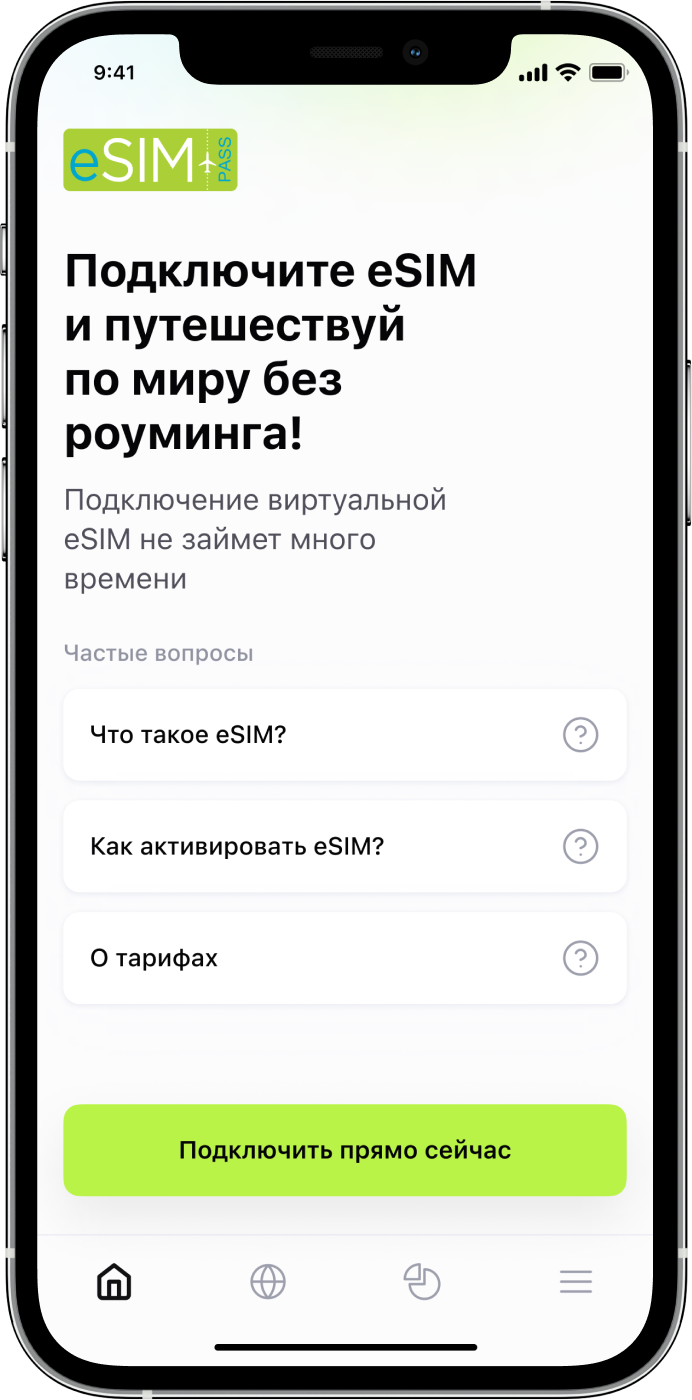 9:41
eSIM PASS
Подключите eSIM
и путешествуй
по миру без
роуминга!
Подключение виртуальной
eSIM не займет много
времени
Частые вопросы
Что такое eSIM?
Как активировать eSIM?
О тарифах
Подключить прямо сейчас